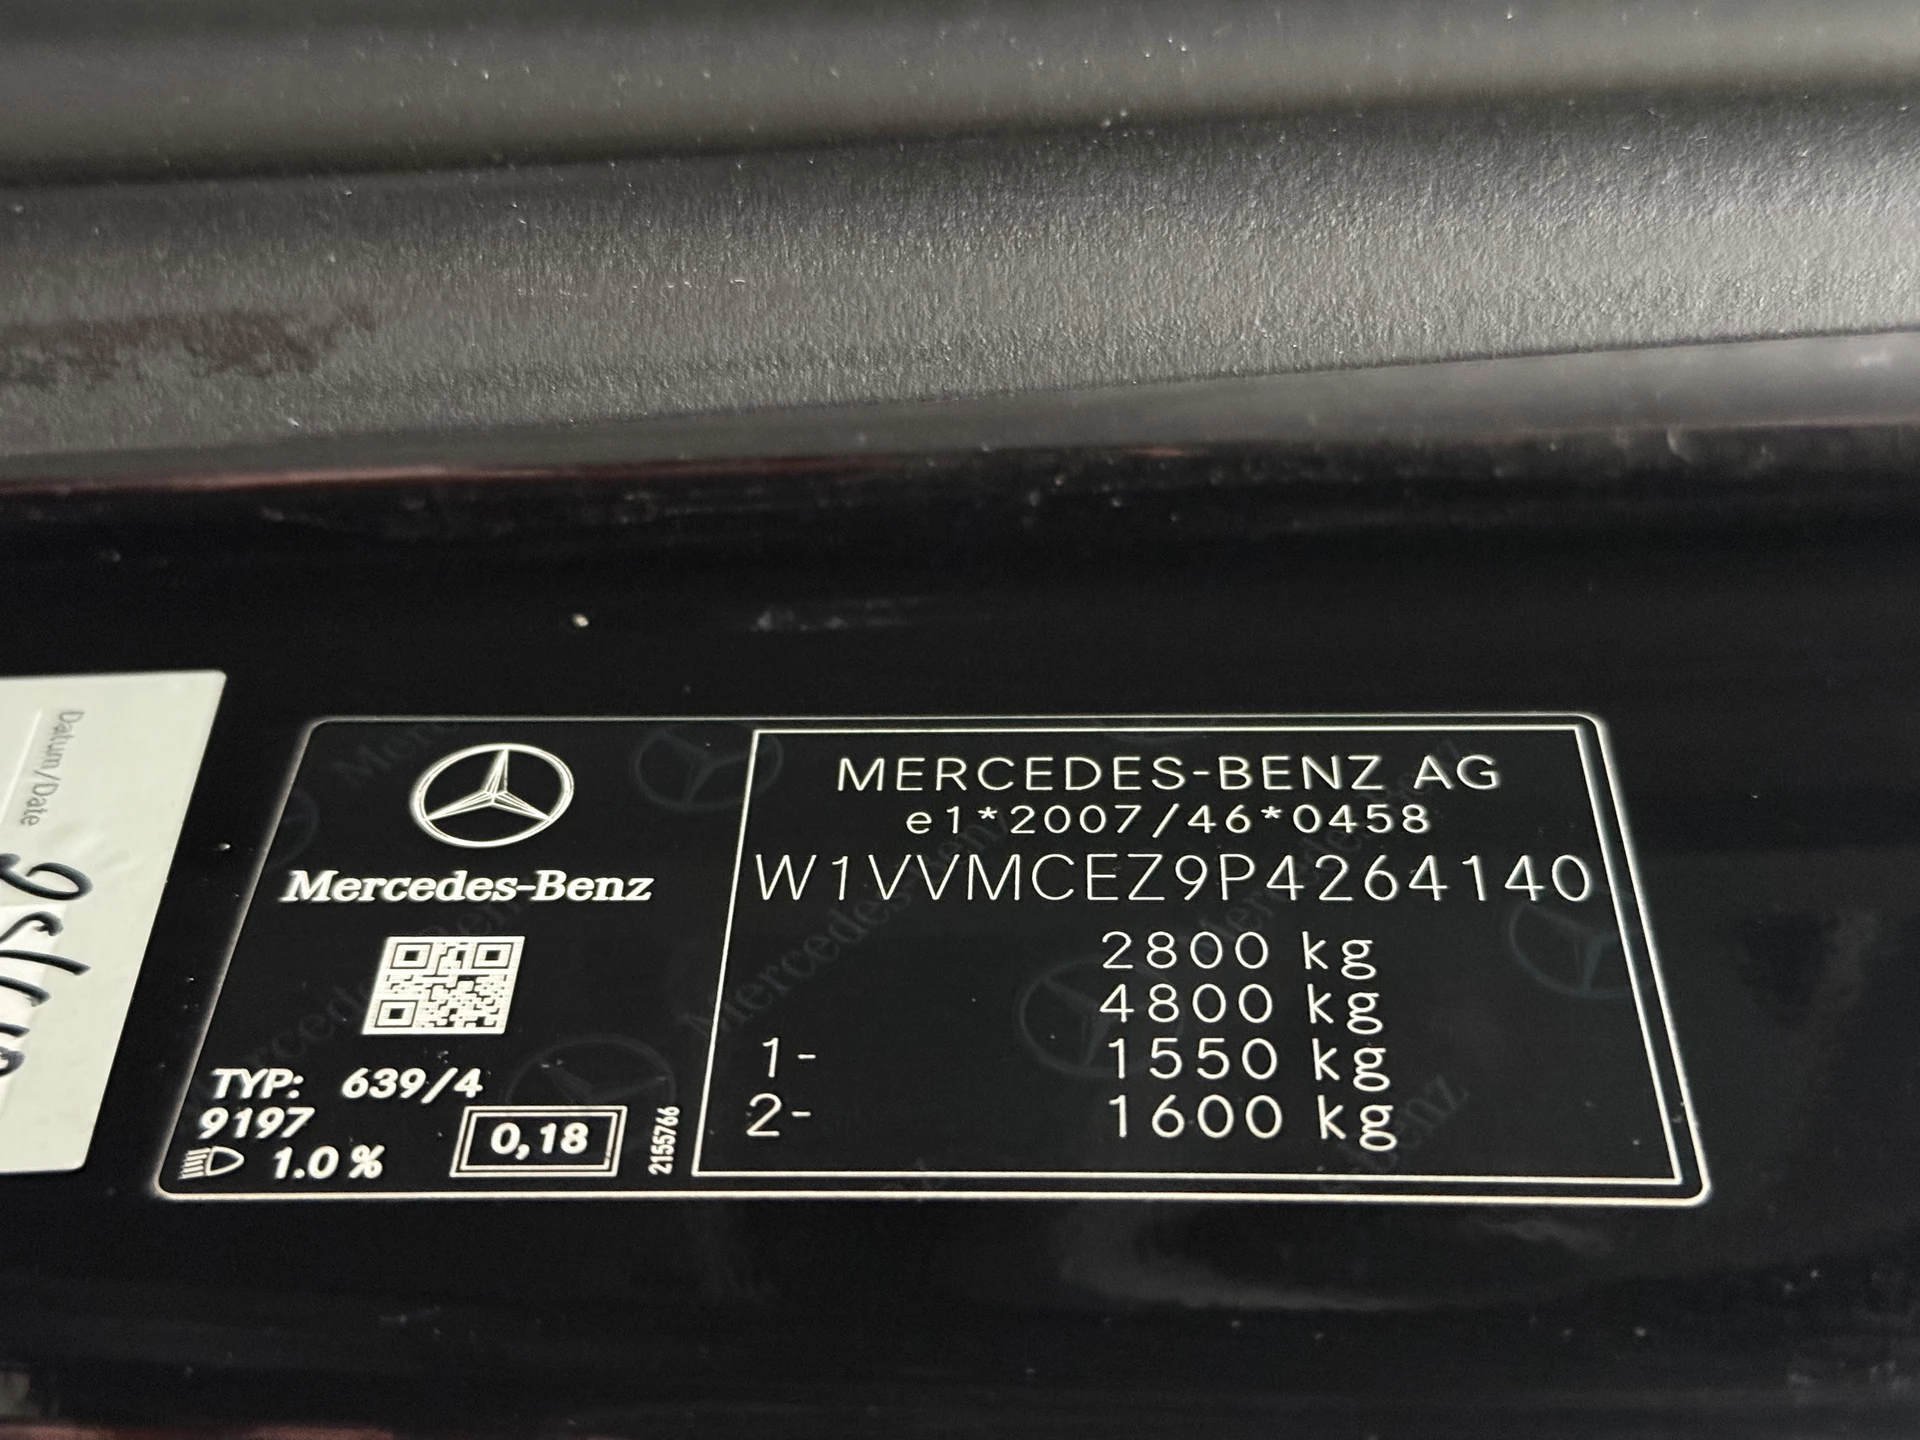 Datum/Date
Mercedes-Benz
TYP: 639/4
9197
1.0 %
0,18
2155766
MERCEDES-BENZ AG
e1*2007/46*0458
W1VVMCEZ9P4264140
2800 kg
4800 kg
1- 1550 kg
2- 1600 kg